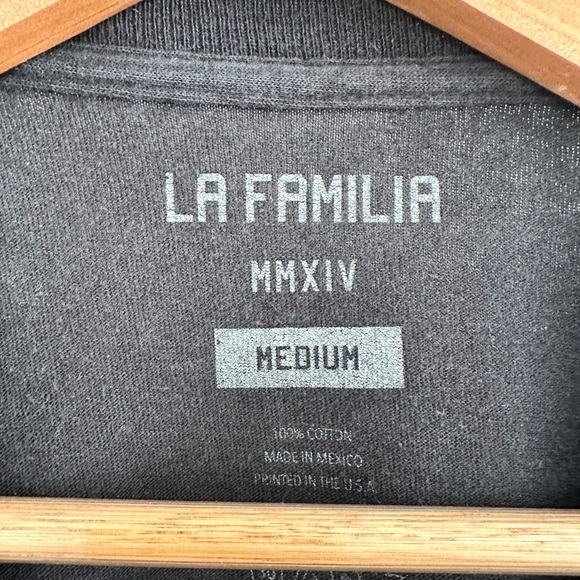 LA FAMILIA
MMXIV
MEDIUM
100% COTTON
MADE IN MEXICO
PRINTED IN THE U.S.A.